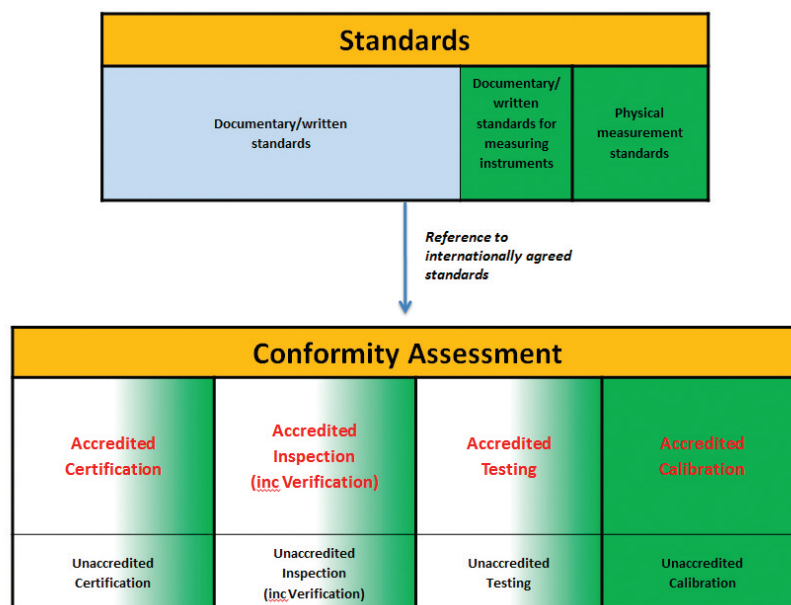 Standards
Documentary/written
standards
Documentary/
written
standards for
measuring
instruments
Physical
measurement
standards
Reference to
internationally agreed
standards
Conformity Assessment
Accredited
Certification
Accredited
Inspection
(inc Verification)
Accredited
Testing
Accredited
Calibration
Unaccredited
Certification
Unaccredited
Inspection
(inc Verification)
Unaccredited
Testing
Unaccredited
Calibration